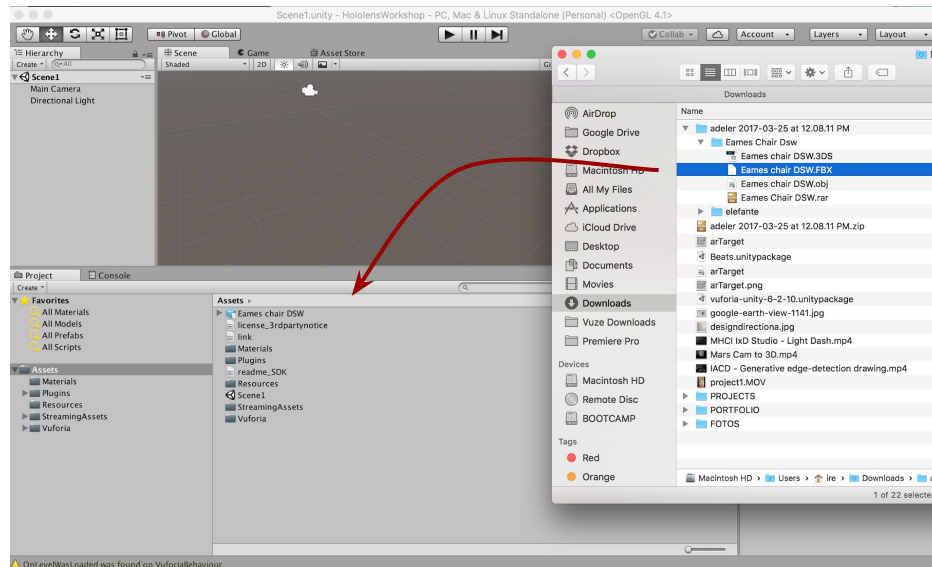 Scene1.unity - HololensWorkshop - PC, Mac & Linux Standalone (Personal) <OpenGL 4.1>
Pivot Global Collab Account Layers Layout
Hierarchy
Create All
Scene1
Main Camera
Directional Light
Scene Game Asset Store
Shaded 2D Gi
Project Console
Create
Favorites
All Materials
All Models
All Prefabs
All Scripts
Assets
Materials
Plugins
Resources
StreamingAssets
Vuforia
Assets
Eames chair DSW
license_3rdpartynotice
link
Materials
Plugins
readme_SDK
Resources
Scene1
StreamingAssets
Vuforia
OnLevelWasLoaded was found on VuforiaBehaviour
Downloads
AirDrop
Google Drive
Dropbox
Macintosh HD
All My Files
Applications
iCloud Drive
Desktop
Documents
Movies
Downloads
Vuze Downloads
Premiere Pro
Devices
Macintosh HD
Remote Disc
BOOTCAMP
Tags
Red
Orange
Name
adeler 2017-03-25 at 12.08.11 PM
Eames Chair Dsw
Eames chair DSW.3DS
Eames chair DSW.FBX
Eames chair DSW.obj
Eames Chair DSW.rar
elefante
adeler 2017-03-25 at 12.08.11 PM.zip
arTarget
Beats.unitypackage
arTarget
arTarget.png
vuforia-unity-6-2-10.unitypackage
google-earth-view-1141.jpg
designdirections.jpg
MHCI IxD Studio - Light Dash.mp4
Mars Cam to 3D.mp4
IACD - Generative edge-detection drawing.mp4
project1.MOV
PROJECTS
PORTFOLIO
FOTOS
Macintosh HD › Users › ire › Downloads › a
1 of 22 selected